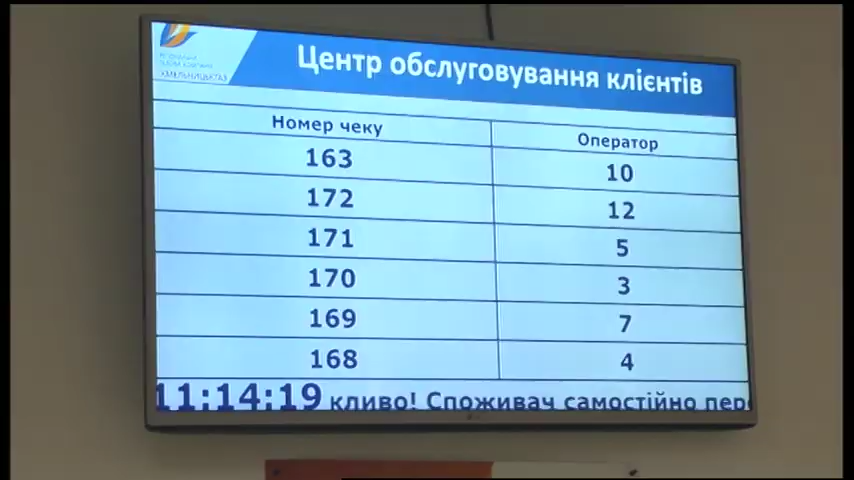 ХМЕЛЬНИЦЬКГАЗ
Центр обслуговування клієнтів
Номер чеку Оператор
163 10
172 12
171 5
170 3
169 7
168 4
11:14:19 кливо! Споживач самостійно пер